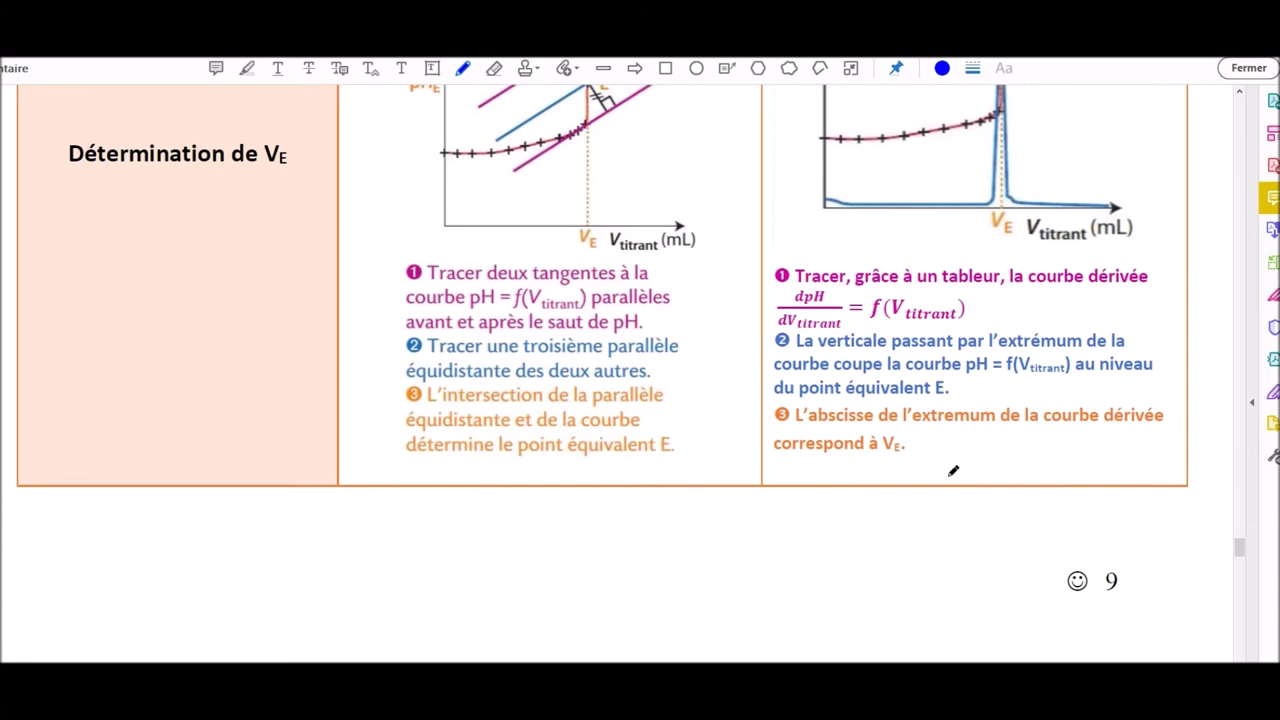 ntaire
Fermer
Aa
pHE
E
Détermination de VE
VE Vtitrant (mL)
VE Vtitrant (mL)
❶ Tracer deux tangentes à la
courbe pH = f(Vtitrant) parallèles
avant et après le saut de pH.
❷ Tracer une troisième parallèle
équidistante des deux autres.
❸ L'intersection de la parallèle
équidistante et de la courbe
détermine le point équivalent E.
❶ Tracer, grâce à un tableur, la courbe dérivée
dpH/dVtitrant = f(Vtitrant)
❷ La verticale passant par l'extrémum de la
courbe coupe la courbe pH = f(Vtitrant) au niveau
du point équivalent E.
❸ L'abscisse de l'extremum de la courbe dérivée
correspond à VE.
☺ 9